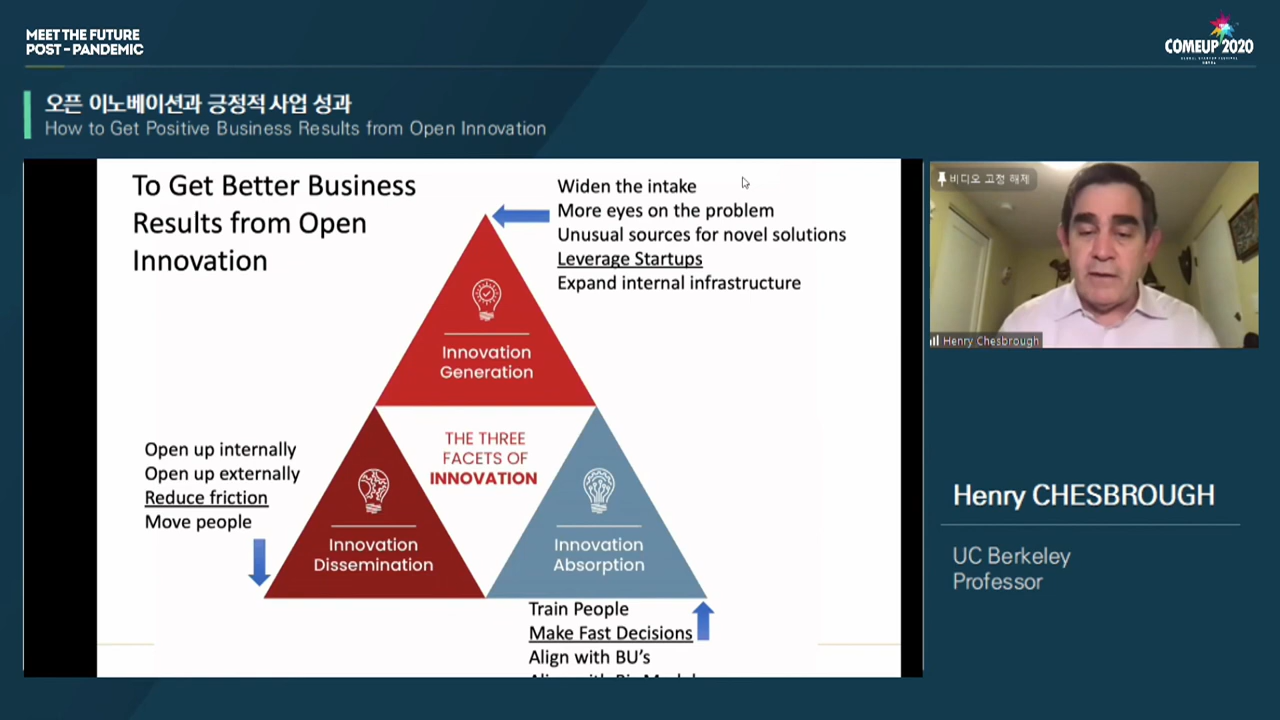 MEET THE FUTURE
POST-PANDEMIC
COMEUP 2020
오픈 이노베이션과 긍정적 사업 성과
How to Get Positive Business Results from Open Innovation
To Get Better Business
Results from Open
Innovation
Widen the intake
More eyes on the problem
Unusual sources for novel solutions
Leverage Startups
Expand internal infrastructure
Innovation
Generation
THE THREE
FACETS OF
INNOVATION
Open up internally
Open up externally
Reduce friction
Move people
Innovation
Dissemination
Innovation
Absorption
Train People
Make Fast Decisions
Align with BU's
비디오 고정 해제
Henry Chesbrough
Henry CHESBROUGH
UC Berkeley
Professor